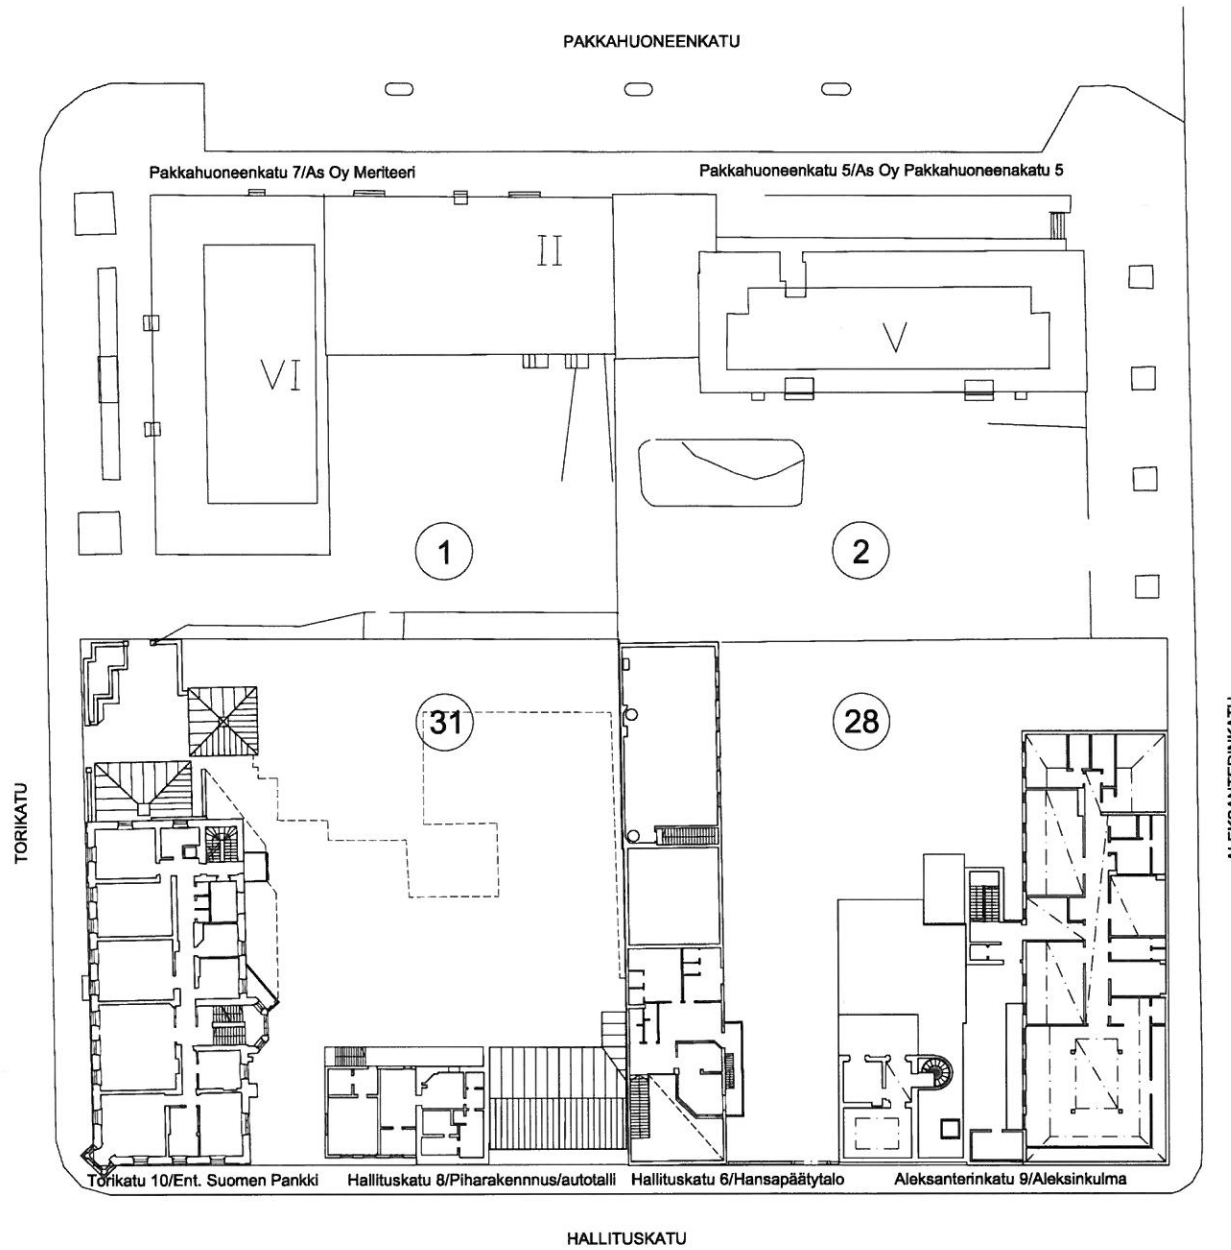 PAKKAHUONEENKATU
Pakkahuoneenkatu 7/As Oy Meriteeri
Pakkahuoneenkatu 5/As Oy Pakkahuoneenakatu 5
II
V
VI
1
2
31
28
TORIKATU
ALEKSANTERINKATU
Torikatu 10/Ent. Suomen Pankki
Hallituskatu 8/Piharakennnus/autotalli
Hallituskatu 6/Hansapäätytalo
Aleksanterinkatu 9/Aleksinkulma
HALLITUSKATU